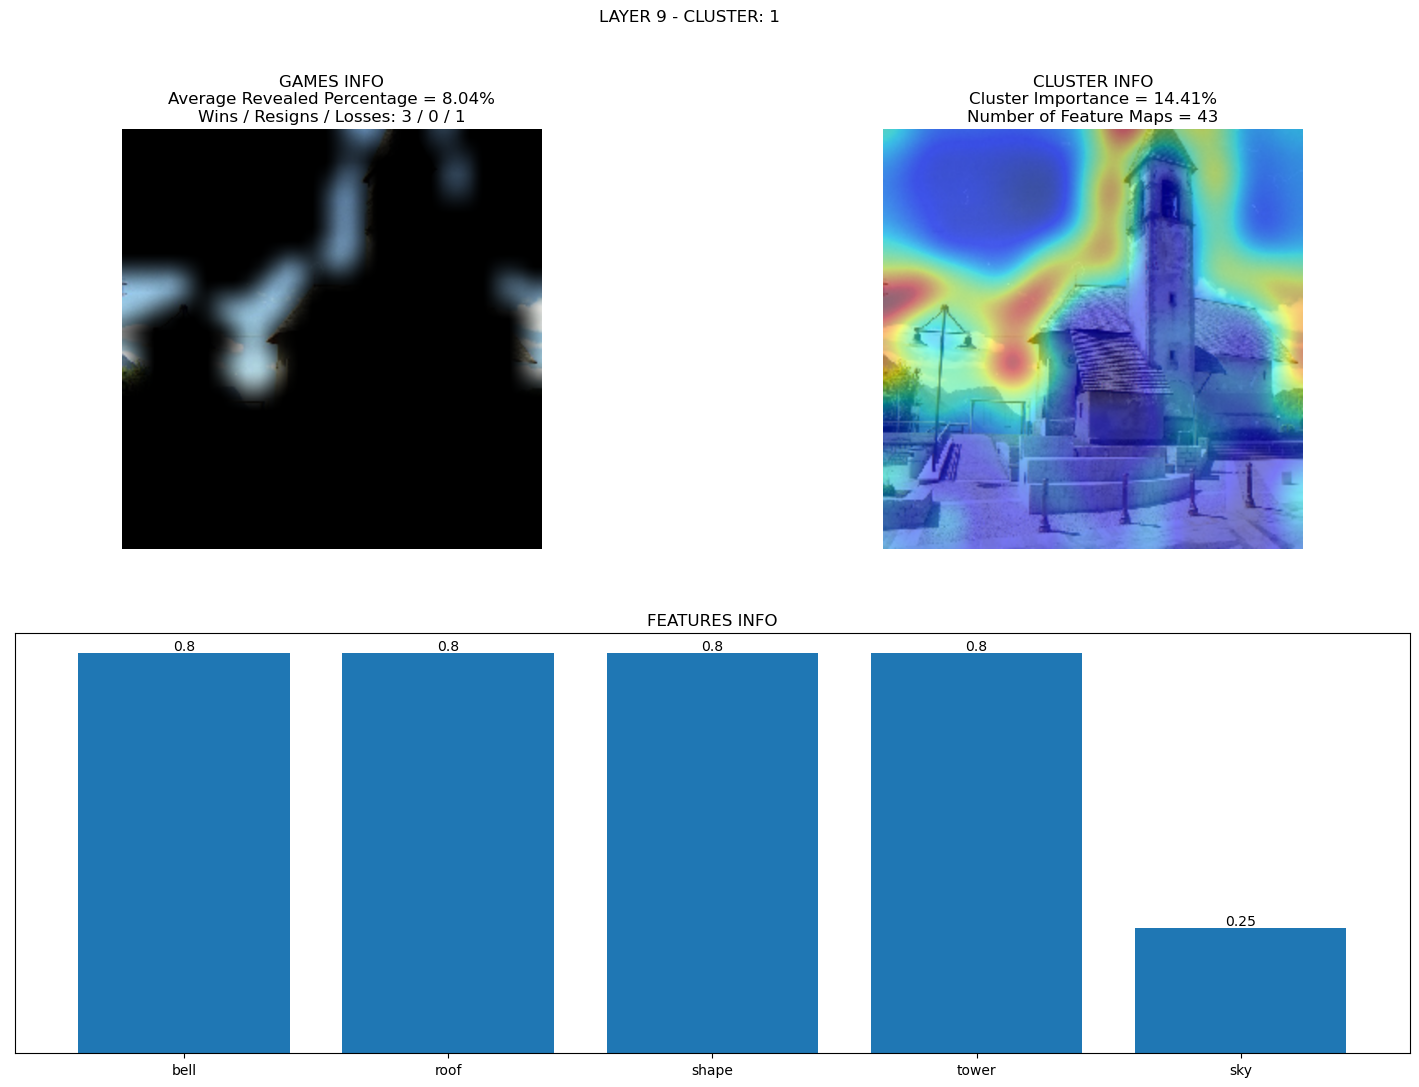 LAYER 9 - CLUSTER: 1
GAMES INFO
Average Revealed Percentage = 8.04%
Wins / Resigns / Losses: 3 / 0 / 1
CLUSTER INFO
Cluster Importance = 14.41%
Number of Feature Maps = 43
FEATURES INFO
0.8 0.8 0.8 0.8 0.25
bell roof shape tower sky